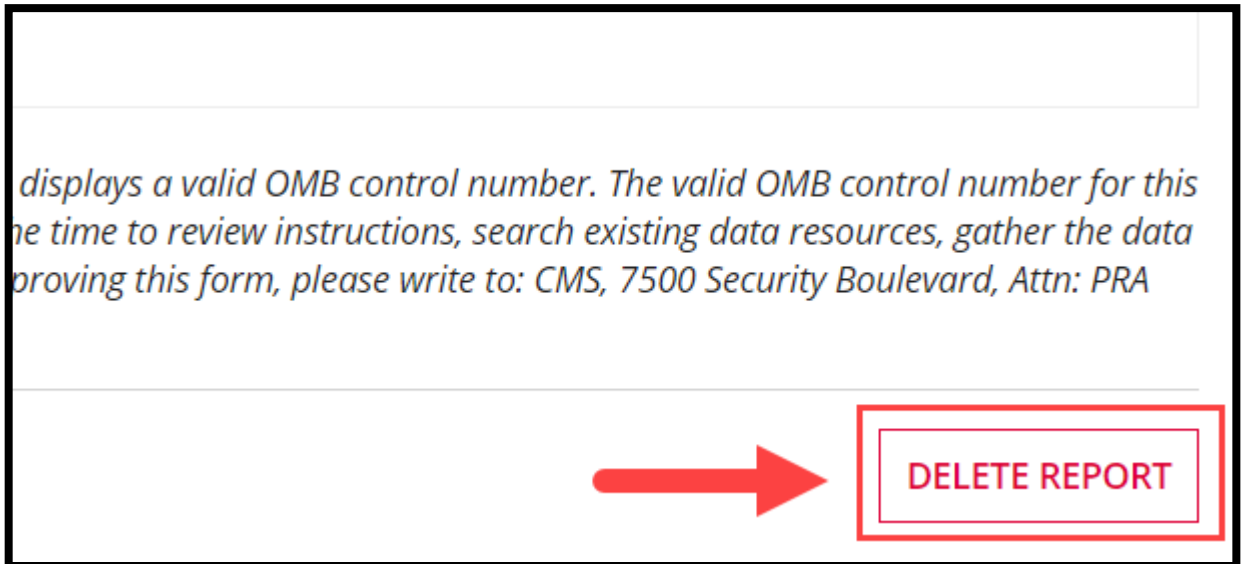 displays a valid OMB control number. The valid OMB control number for this
he time to review instructions, search existing data resources, gather the data
proving this form, please write to: CMS, 7500 Security Boulevard, Attn: PRA
DELETE REPORT